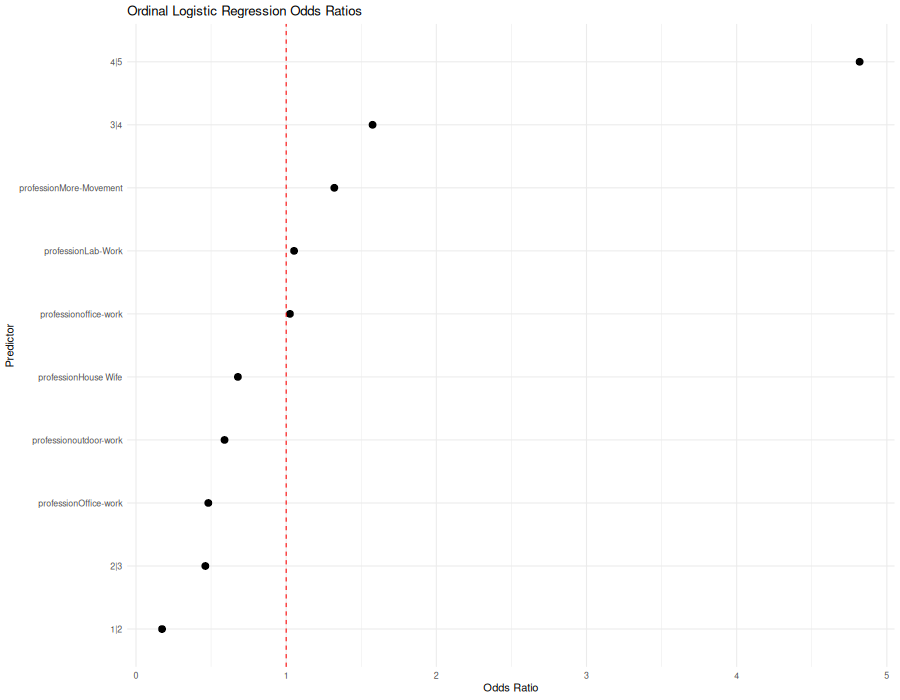 Ordinal Logistic Regression Odds Ratios
4|5
3|4
professionMore-Movement
professionLab-Work
professionoffice-work
Predictor
professionHouse Wife
professionoutdoor-work
professionOffice-work
2|3
1|2
0 1 2 3 4 5
Odds Ratio